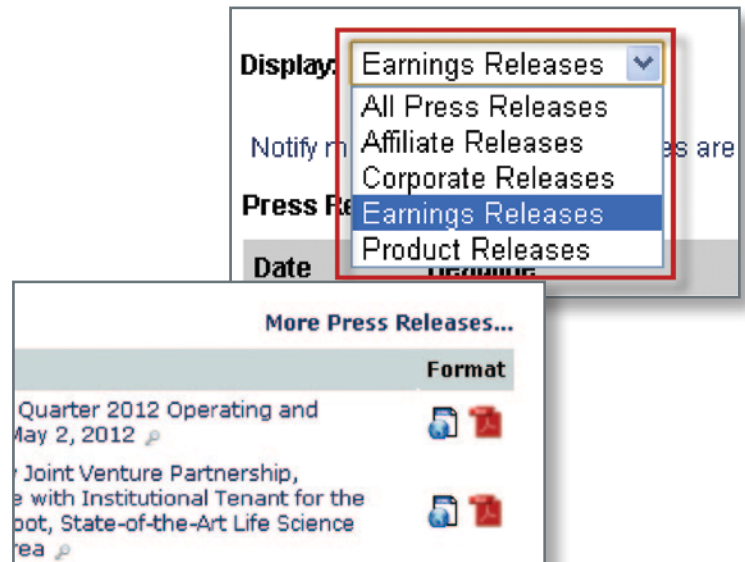 Display: Earnings Releases
All Press Releases
Notify Affiliate Releases es are
Corporate Releases
Press Earnings Releases
Product Releases
Date
More Press Releases...
Format
Quarter 2012 Operating and
May 2, 2012
Joint Venture Partnership,
with Institutional Tenant for the
State-of-the-Art Life Science